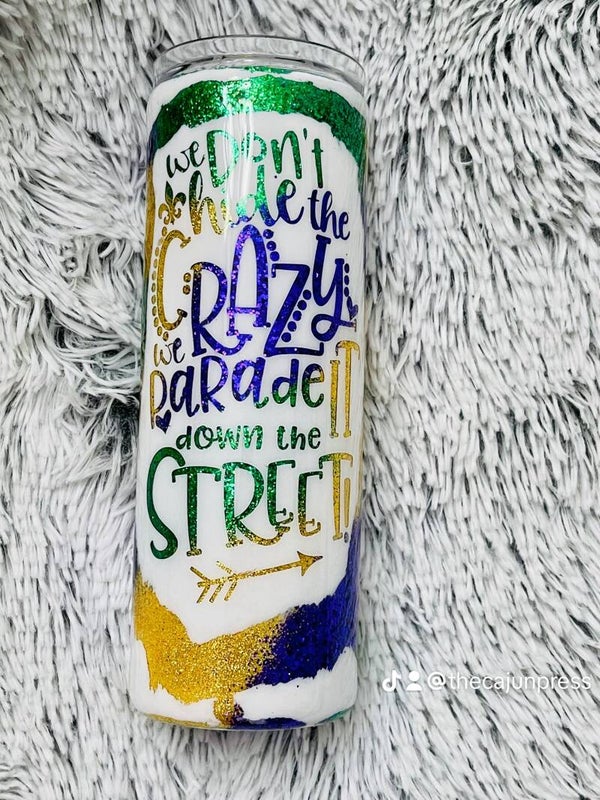 we Don't
hide the
CRAZY
we
PaRade IT
down the
STREET!
@thecajunpress